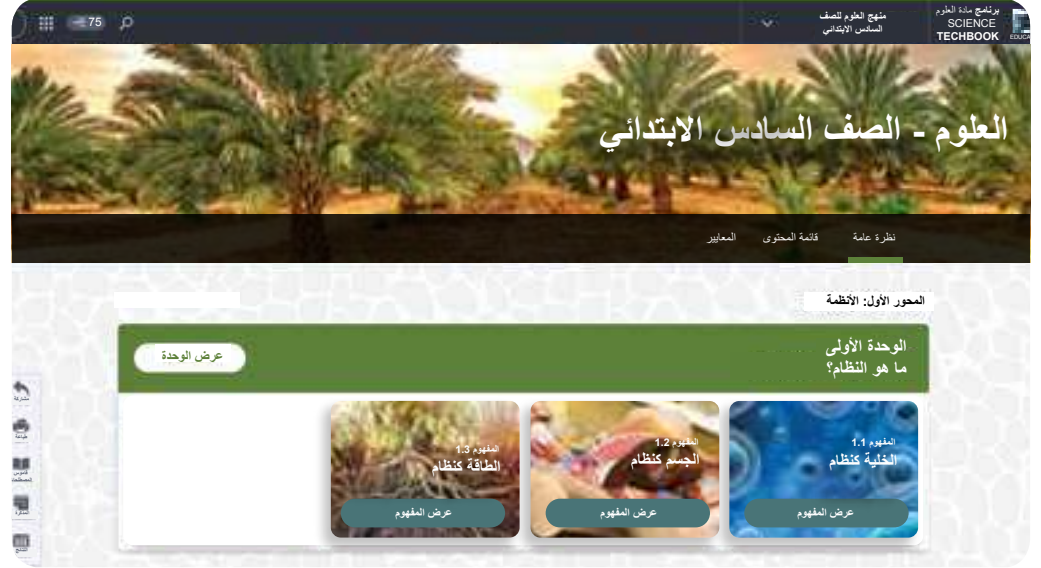 برنامج مادة العلوم
SCIENCE
TECHBOOK
منهج العلوم للصف
السادس الابتدائي
75
العلوم - الصف السادس الابتدائي
نظرة عامة
قائمة المحتوى
المعايير
المحور الأول: الأنظمة
الوحدة الأولى
ما هو النظام؟
عرض الوحدة
المفهوم 1.1
الخلية كنظام
عرض المفهوم
المفهوم 1.2
الجسم كنظام
عرض المفهوم
المفهوم 1.3
الطاقة كنظام
عرض المفهوم
مشاركة
طباعة